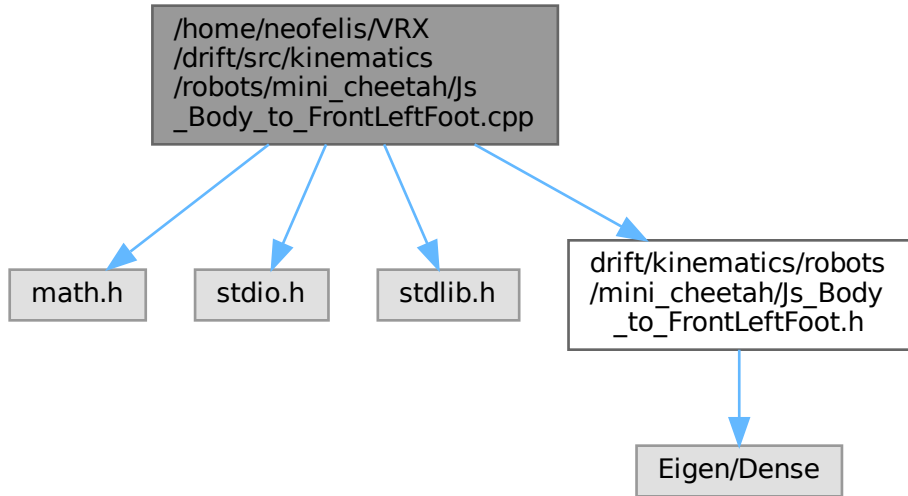 /home/neofelis/VRX
/drift/src/kinematics
/robots/mini_cheetah/Js
_Body_to_FrontLeftFoot.cpp
math.h
stdio.h
stdlib.h
drift/kinematics/robots
/mini_cheetah/Js_Body
_to_FrontLeftFoot.h
Eigen/Dense